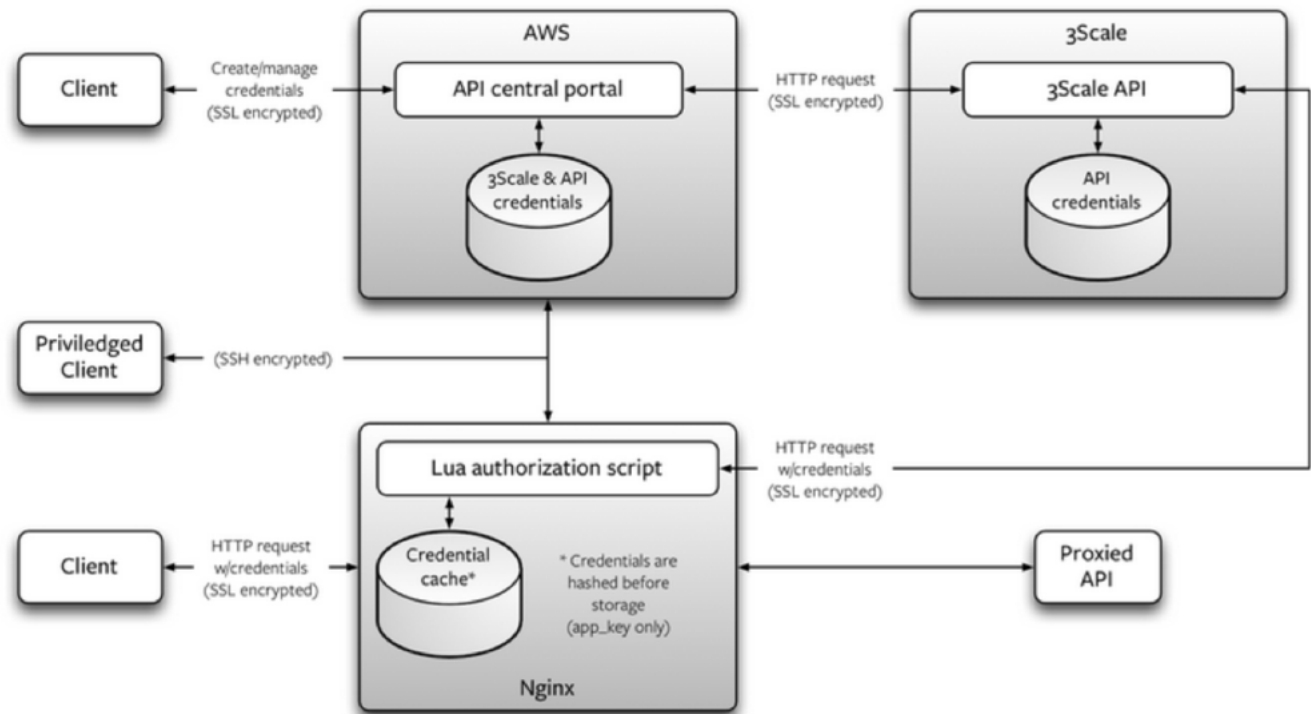 AWS
3Scale
Client
Create/manage
credentials
(SSL encrypted)
API central portal
HTTP request
(SSL encrypted)
3Scale API
3Scale & API
credentials
API
credentials
Priviledged
Client
(SSH encrypted)
Lua authorization script
HTTP request
w/credentials
(SSL encrypted)
Client
HTTP request
w/credentials
(SSL encrypted)
Credential
cache*
* Credentials are
hashed before
storage
(app_key only)
Proxied
API
Nginx